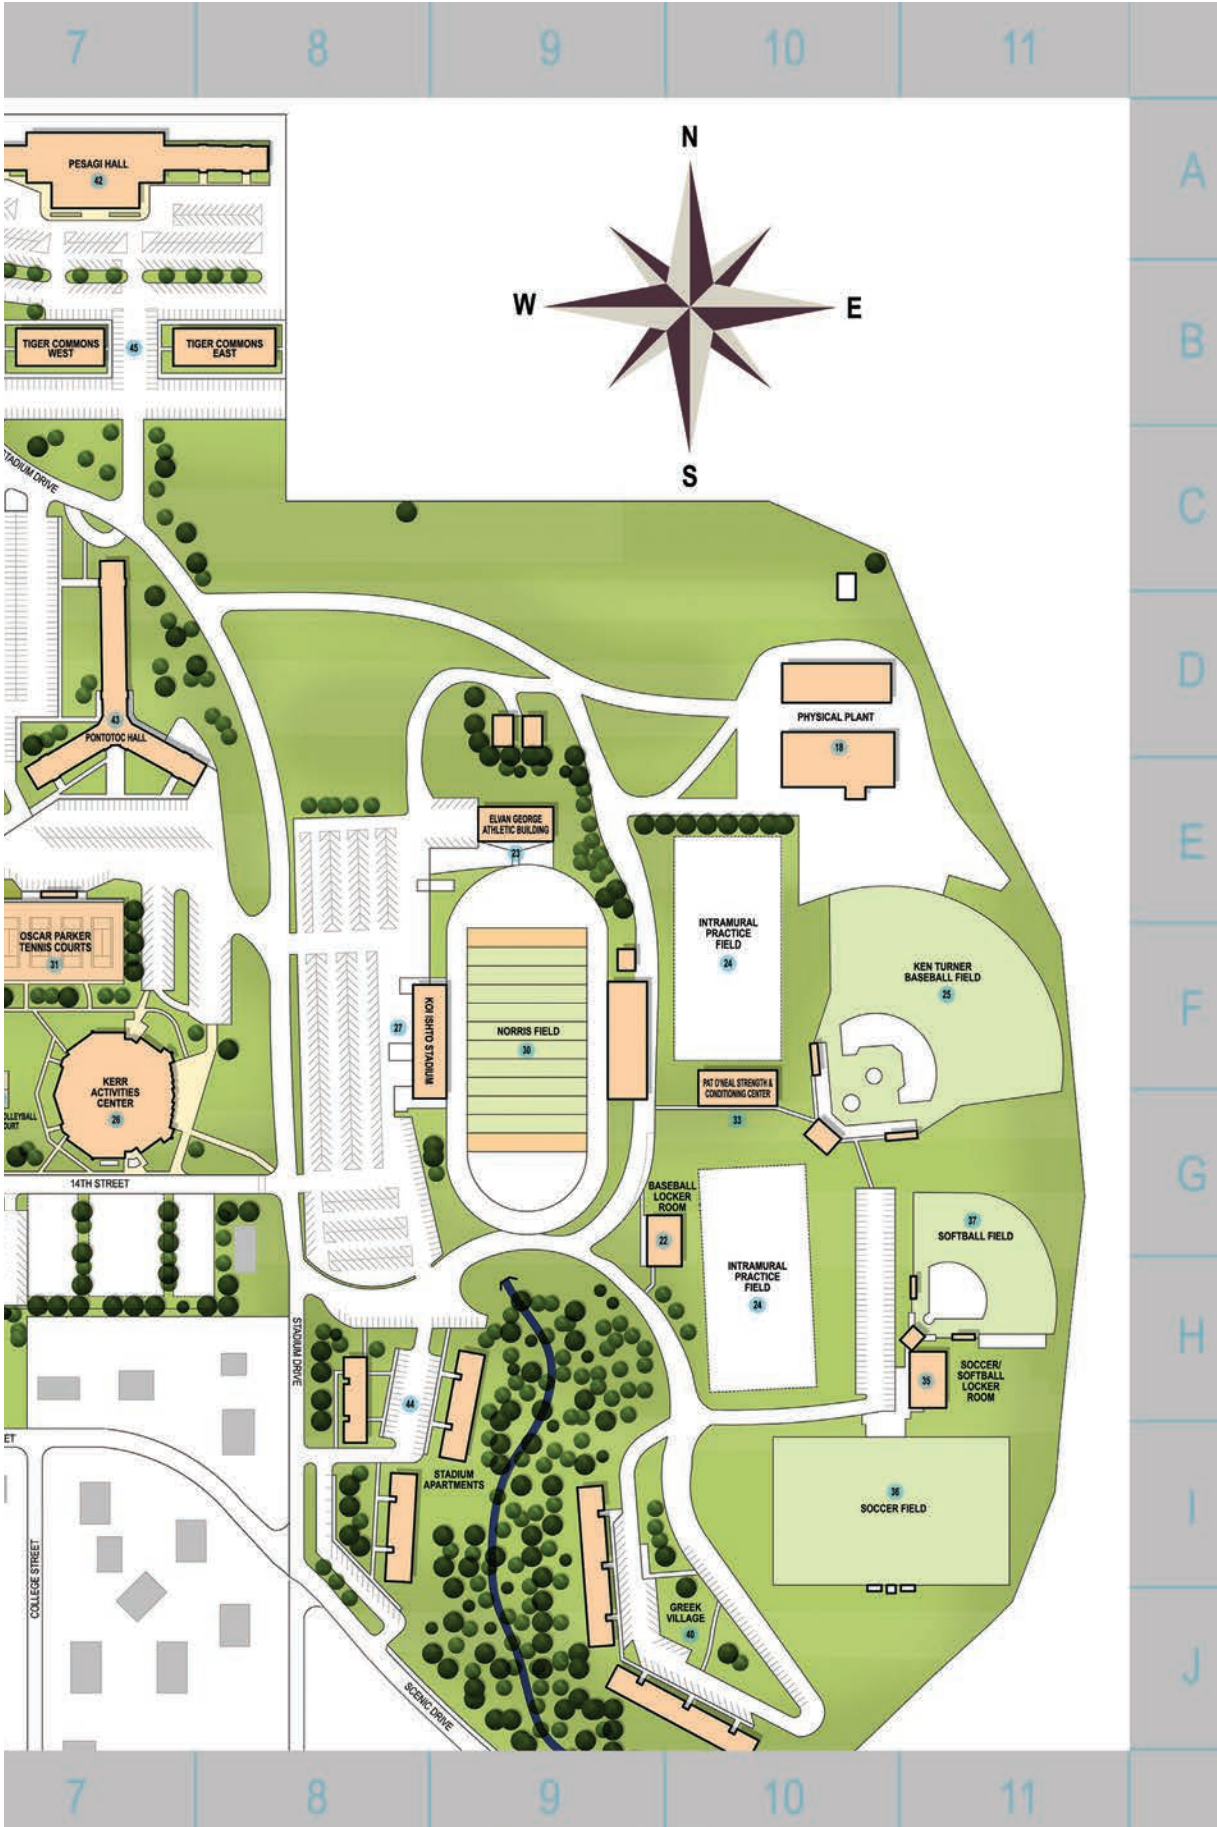 7
8
9
10
11
A
B
C
D
E
F
G
H
I
J
N
W
E
S
PESAGI HALL
42
TIGER COMMONS
WEST
45
TIGER COMMONS
EAST
STADIUM DRIVE
43
PONTOTOC HALL
PHYSICAL PLANT
18
ELVAN GEORGE
ATHLETIC BUILDING
23
OSCAR PARKER
TENNIS COURTS
31
INTRAMURAL
PRACTICE
FIELD
24
KEN TURNER
BASEBALL FIELD
25
27
KOI ISHTO STADIUM
NORRIS FIELD
30
KERR
ACTIVITIES
CENTER
26
OLLEYBALL
OURT
PAT O'NEAL STRENGTH &
CONDITIONING CENTER
33
14TH STREET
BASEBALL
LOCKER
ROOM
22
37
SOFTBALL FIELD
INTRAMURAL
PRACTICE
FIELD
24
STADIUM DRIVE
44
35
SOCCER/
SOFTBALL
LOCKER
ROOM
ET
STADIUM
APARTMENTS
36
SOCCER FIELD
COLLEGE STREET
GREEK
VILLAGE
40
SCENIC DRIVE
7
8
9
10
11